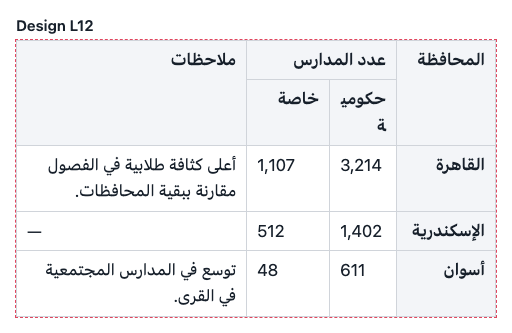 Design L12
المحافظة
عدد المدارس
ملاحظات
حكومي
ة
خاصة
القاهرة
3,214
1,107
أعلى كثافة طلابية في الفصول
مقارنة ببقية المحافظات.
الإسكندرية
1,402
512
—
أسوان
611
48
توسع في المدارس المجتمعية
في القرى.